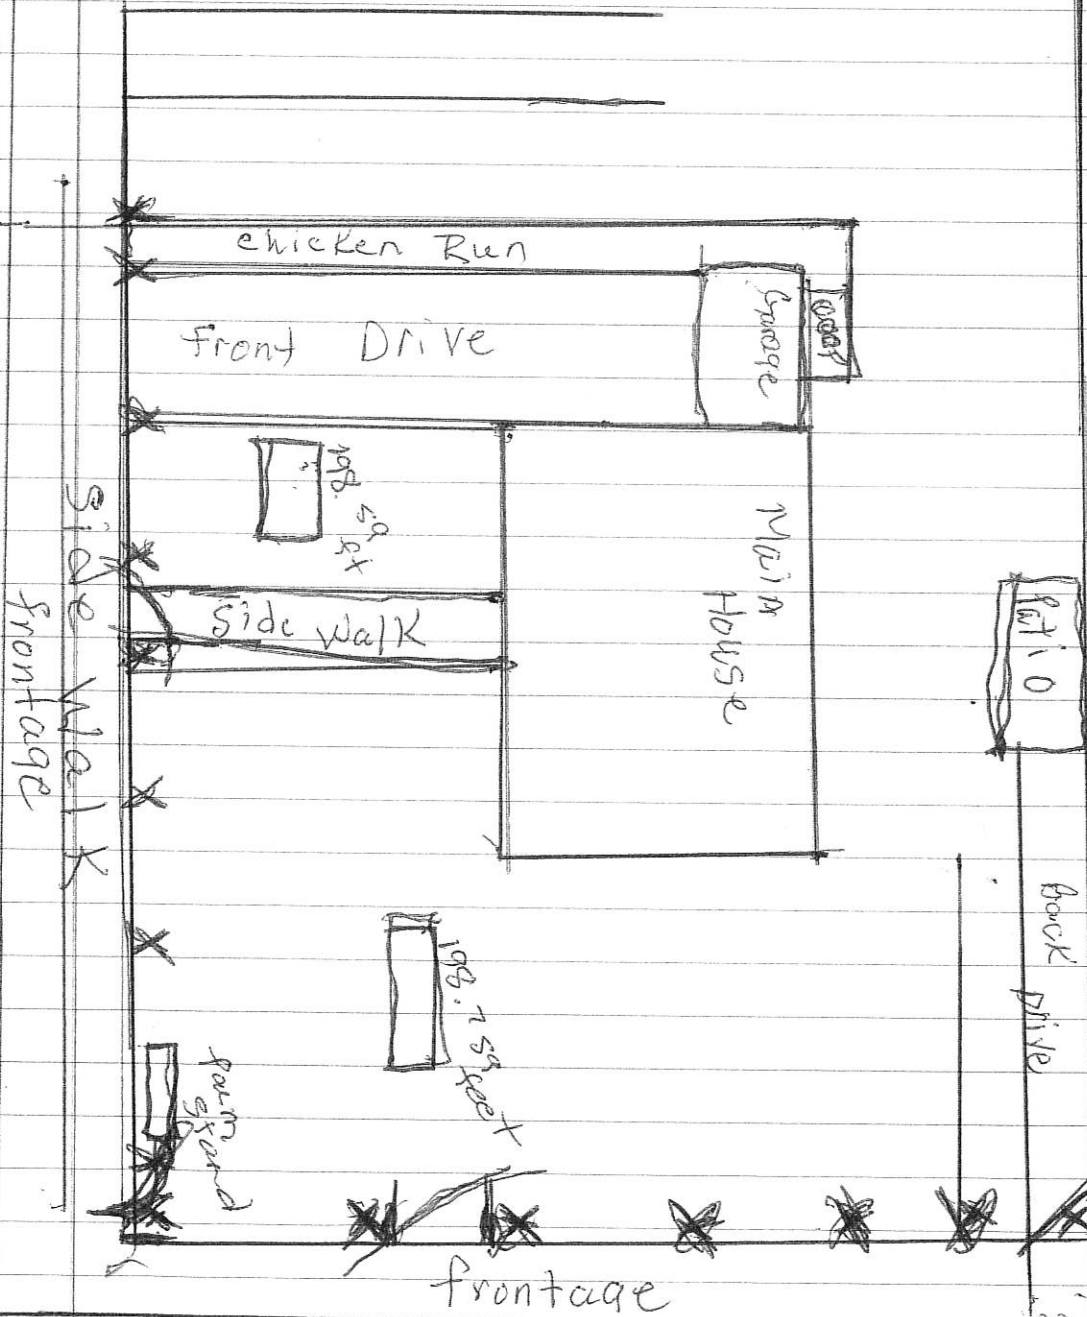 chicken Run
Garage
coop
front Drive
198. sq
ft
Main
House
Side Walk
Side Walk
frontage
Patio
back
Drive
198.7 sq
feet
farm
stand
frontage